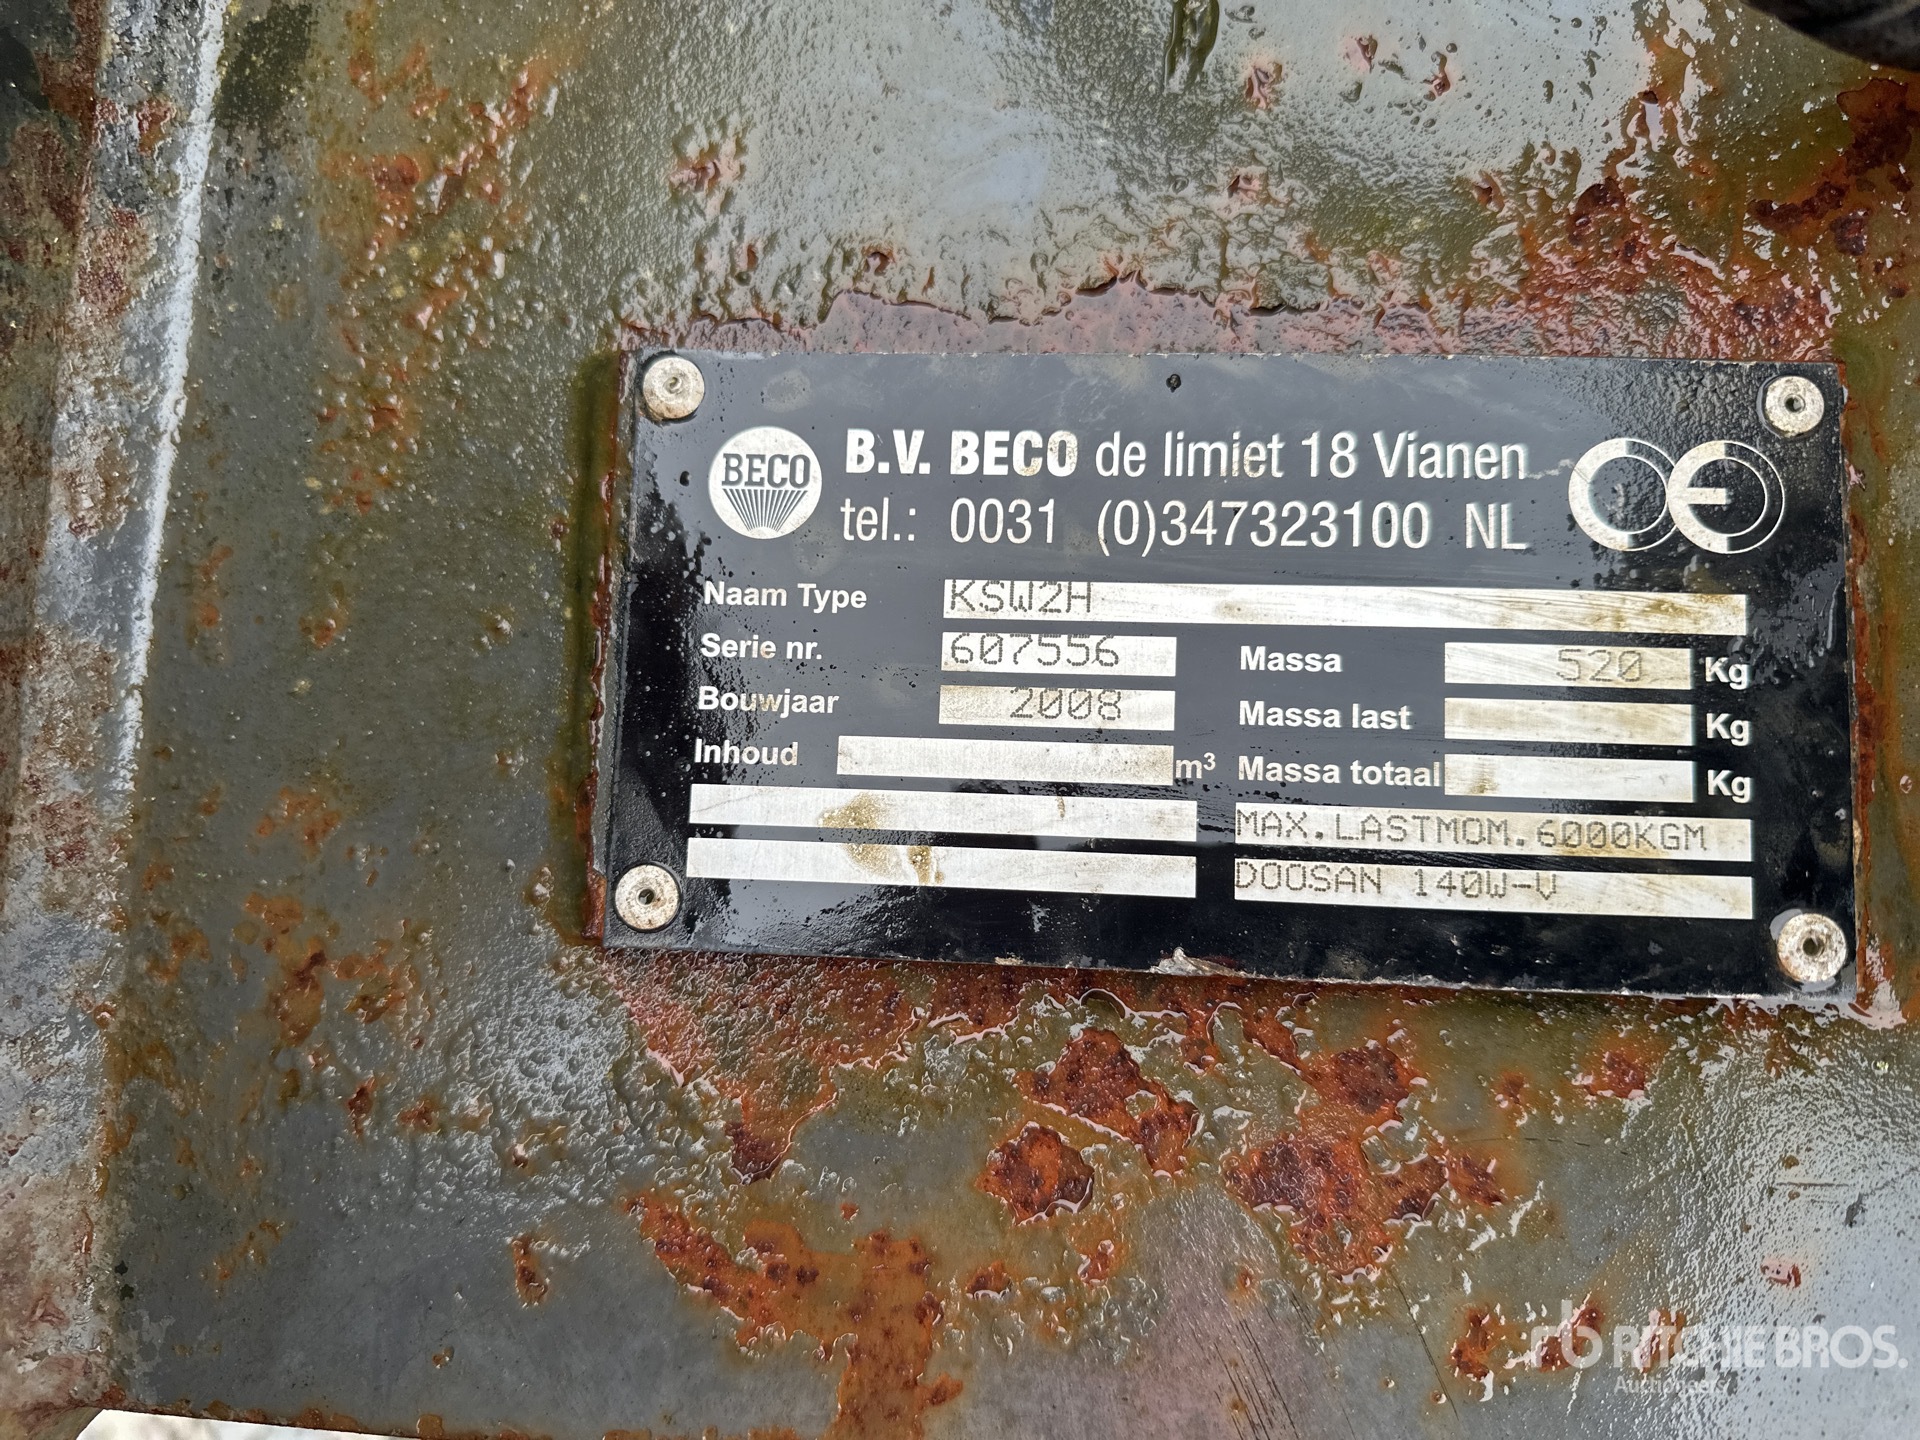 BECO
B.V. BECO de limiet 18 Vianen
tel.: 0031 (0)347323100 NL
CE
Naam Type KSW2H
Serie nr. 607556 Massa 520 Kg
Bouwjaar 2008 Massa last Kg
Inhoud m³ Massa totaal Kg
MAX.LASTMOM.6000KGM
DOOSAN 140W-V
RITCHIE BROS.
Auctioneers